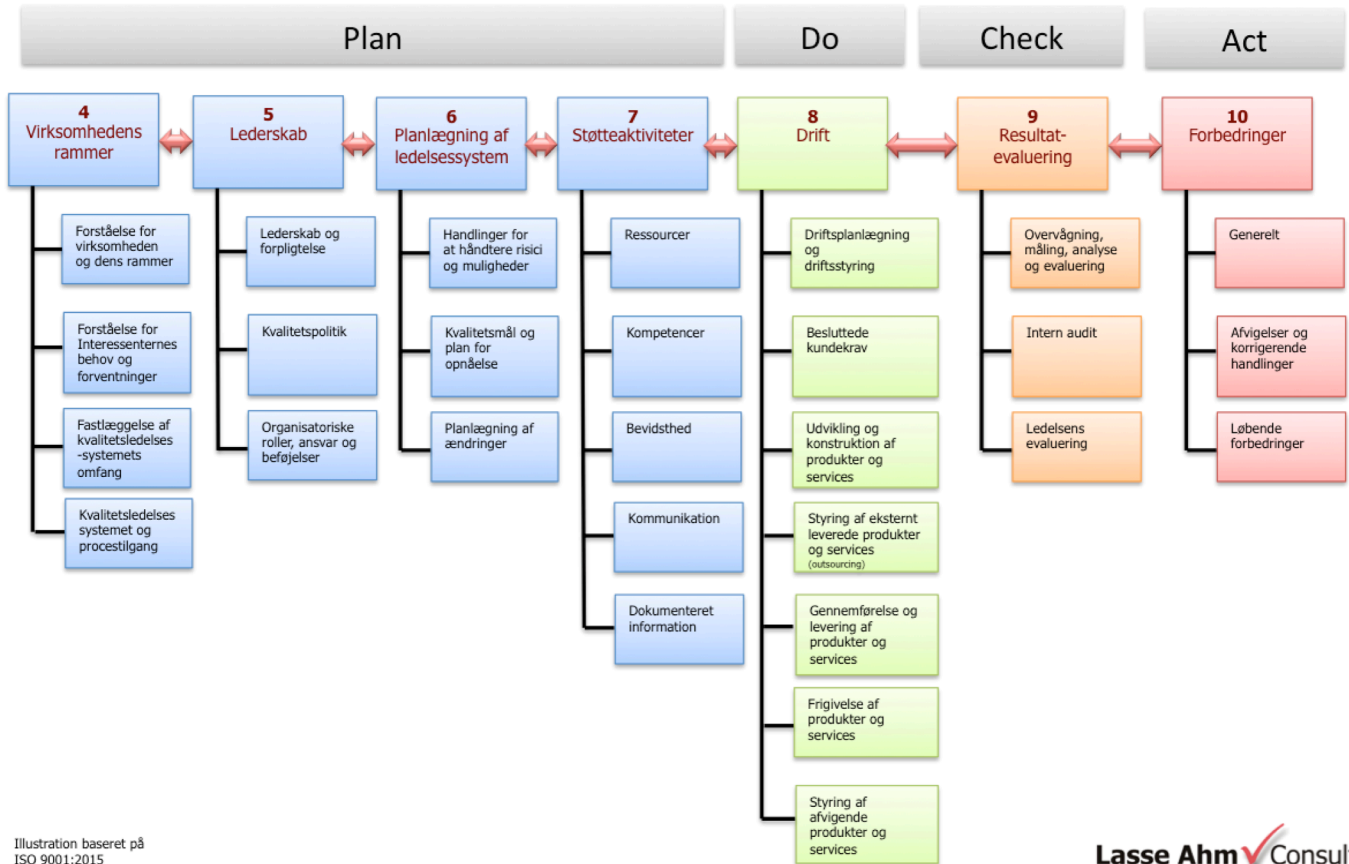 Plan
Do
Check
Act
4
Virksomhedens
rammer
5
Lederskab
6
Planlægning af
ledelsessystem
7
Støtteaktiviteter
8
Drift
9
Resultat-
evaluering
10
Forbedringer
Forståelse for
virksomheden
og dens rammer
Forståelse for
Interessenternes
behov og
forventninger
Fastlæggelse af
kvalitetsledelses
-systemets
omfang
Kvalitetsledelses
systemet og
procestilgang
Lederskab og
forpligtelse
Kvalitetspolitik
Organisatoriske
roller, ansvar og
beføjelser
Handlinger for
at håndtere risici
og muligheder
Kvalitetsmål og
plan for
opnåelse
Planlægning af
ændringer
Ressourcer
Kompetencer
Bevidsthed
Kommunikation
Dokumenteret
information
Driftsplanlægning
og
driftsstyring
Besluttede
kundekrav
Udvikling og
konstruktion af
produkter og
services
Styring af eksternt
leverede produkter
og services
(outsourcing)
Gennemførelse og
levering af
produkter og
services
Frigivelse af
produkter og
services
Styring af
afvigende
produkter og
services
Overvågning,
måling, analyse
og evaluering
Intern audit
Ledelsens
evaluering
Generelt
Afvigelser og
korrigerende
handlinger
Løbende
forbedringer
Illustration baseret på
ISO 9001:2015
Lasse Ahm Consul